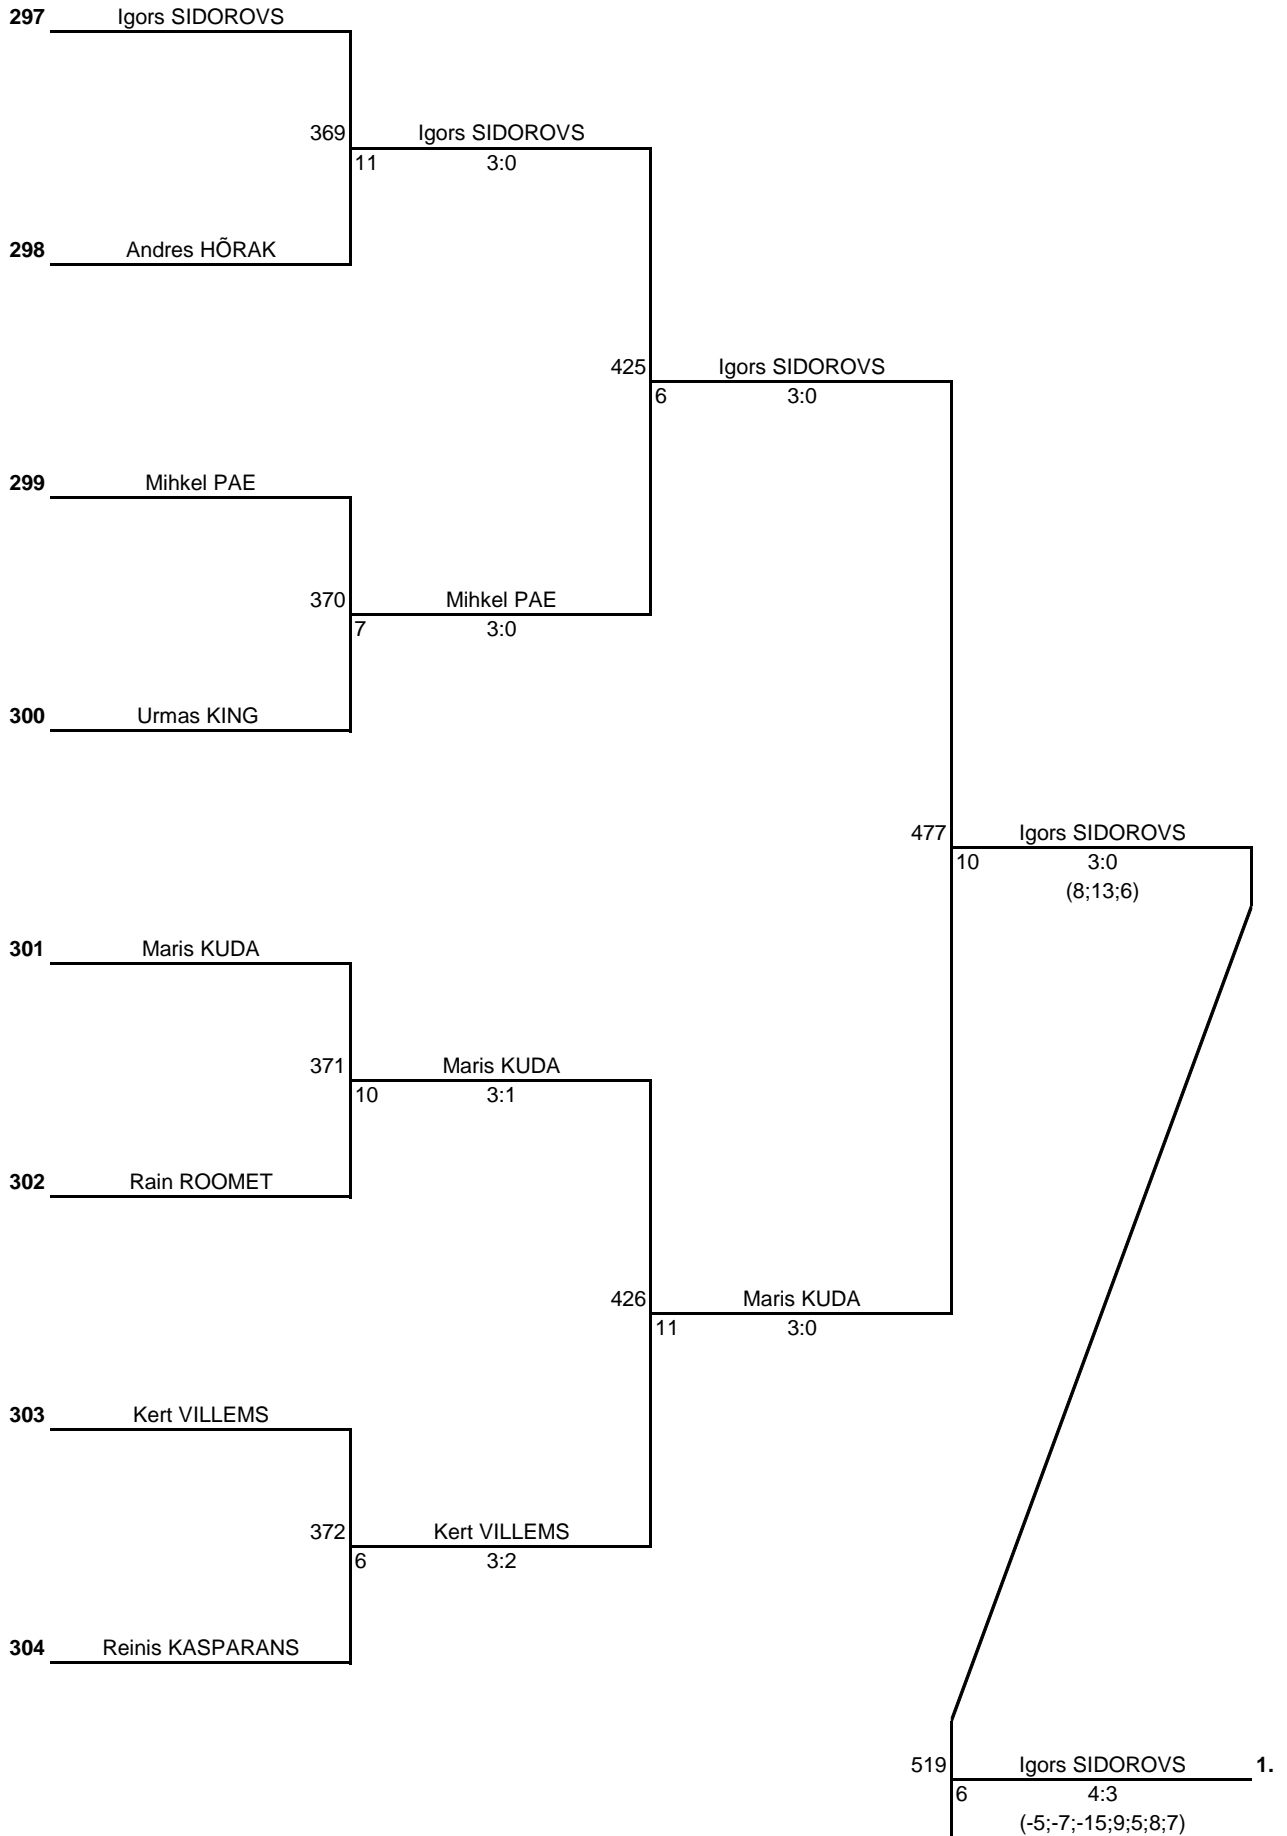 297 Igors SIDOROVS
369 Igors SIDOROVS
11 3:0
298 Andres HÕRAK
425 Igors SIDOROVS
6 3:0
299 Mihkel PAE
370 Mihkel PAE
7 3:0
300 Urmas KING
477 Igors SIDOROVS
10 3:0
(8;13;6)
301 Maris KUDA
371 Maris KUDA
10 3:1
302 Rain ROOMET
426 Maris KUDA
11 3:0
303 Kert VILLEMS
372 Kert VILLEMS
6 3:2
304 Reinis KASPARANS
519 Igors SIDOROVS 1.
6 4:3
(-5;-7;-15;9;5;8;7)